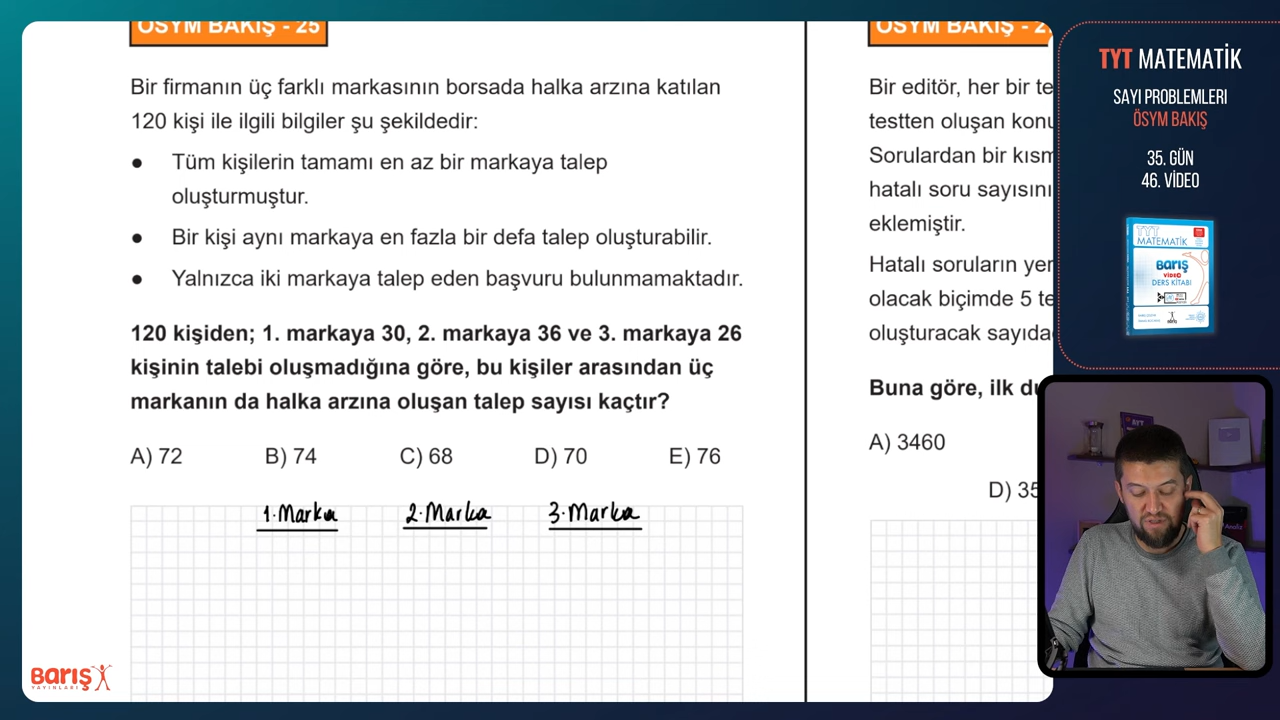 ÖSYM BAKIŞ - 25
Bir firmanın üç farklı markasının borsada halka arzına katılan
120 kişi ile ilgili bilgiler şu şekildedir:
● Tüm kişilerin tamamı en az bir markaya talep
oluşturmuştur.
● Bir kişi aynı markaya en fazla bir defa talep oluşturabilir.
● Yalnızca iki markaya talep eden başvuru bulunmamaktadır.
120 kişiden; 1. markaya 30, 2. markaya 36 ve 3. markaya 26
kişinin talebi oluşmadığına göre, bu kişiler arasından üç
markanın da halka arzına oluşan talep sayısı kaçtır?
A) 72 B) 74 C) 68 D) 70 E) 76
1. Marka 2. Marka 3. Marka
BARIŞ
YAYINLARI
ÖSYM BAKIŞ - 2
Bir editör, her bir te
testten oluşan konu
Sorulardan bir kısm
hatalı soru sayısını
eklemiştir.
Hatalı soruların yer
olacak biçimde 5 te
oluşturacak sayıda
Buna göre, ilk du
A) 3460
D) 35
TYT MATEMATİK
SAYI PROBLEMLERI
ÖSYM BAKIŞ
35. GÜN
46. VİDEO
TYT
MATEMATİK
BARIŞ
VİDEO
DERS KİTABI